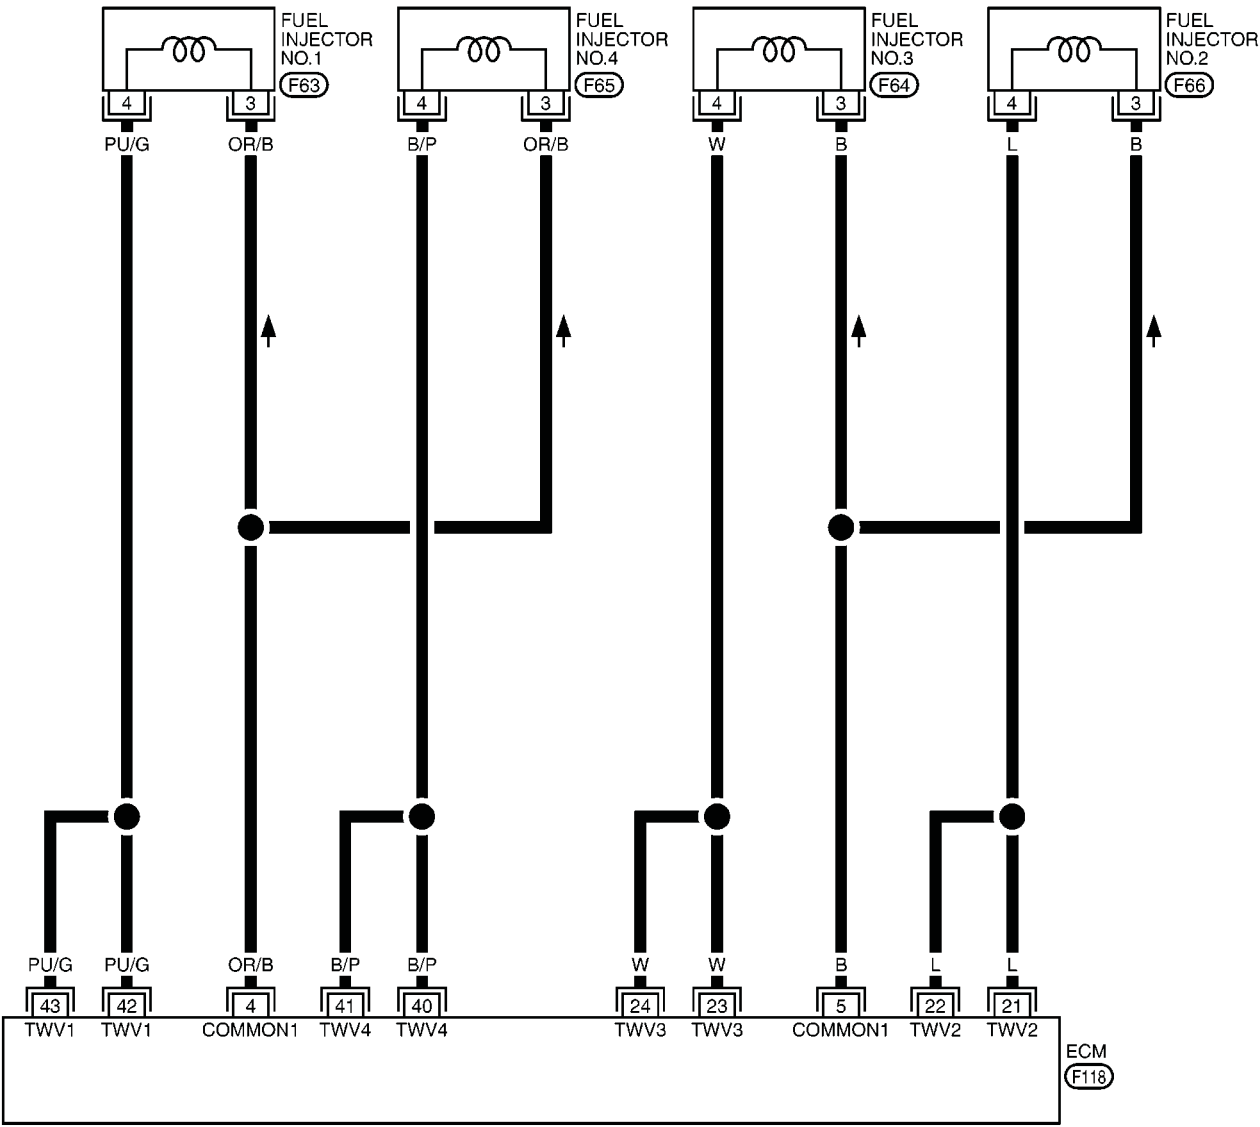 FUEL
INJECTOR
NO.1
F63
FUEL
INJECTOR
NO.4
F65
FUEL
INJECTOR
NO.3
F64
FUEL
INJECTOR
NO.2
F66
4 3 4 3 4 3 4 3
PU/G OR/B B/P OR/B W B L B
PU/G PU/G OR/B B/P B/P W W B L L
43 42 4 41 40 24 23 5 22 21
TWV1 TWV1 COMMON1 TWV4 TWV4 TWV3 TWV3 COMMON1 TWV2 TWV2
ECM
F118